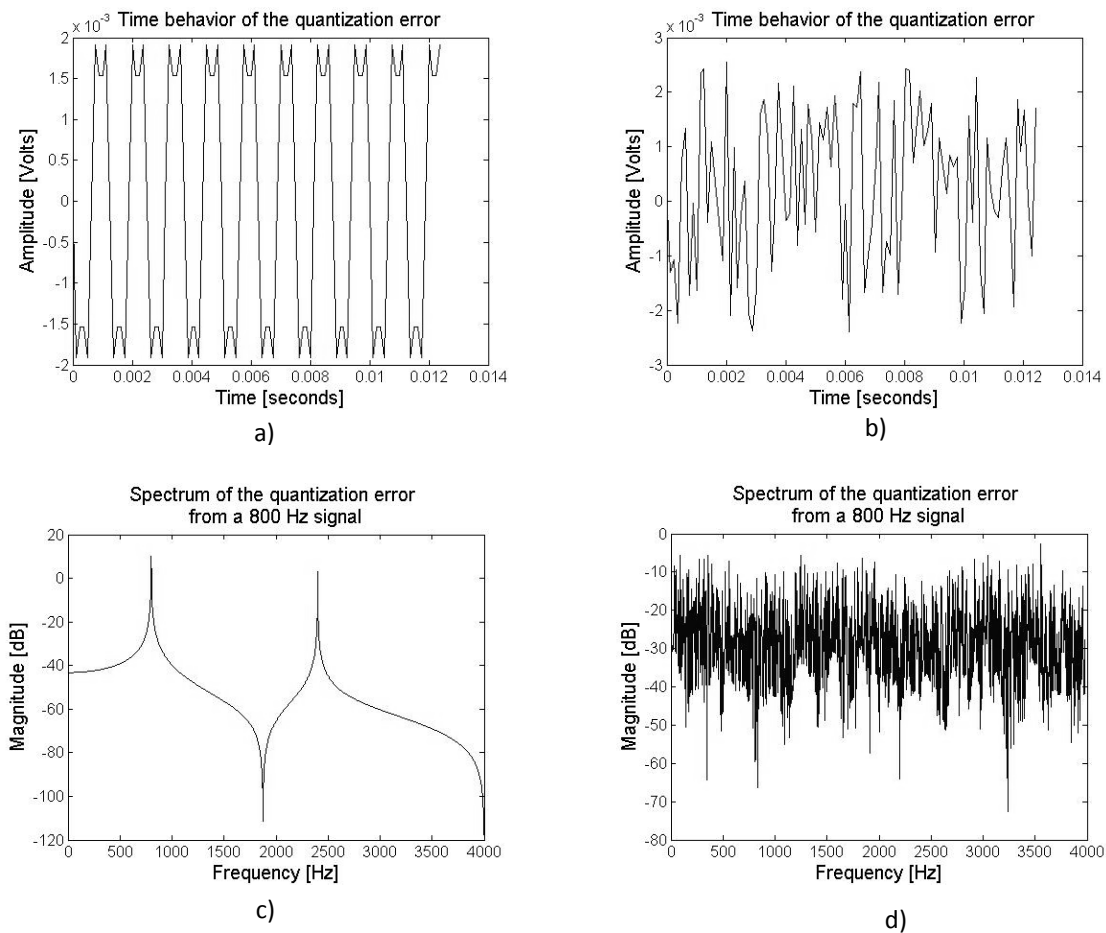 x 10⁻³ Time behavior of the quantization error
2
1.5
1
0.5
0
-0.5
-1
-1.5
-2
Amplitude [Volts]
0 0.002 0.004 0.006 0.008 0.01 0.012 0.014
Time [seconds]
a)
x 10⁻³ Time behavior of the quantization error
3
2
1
0
-1
-2
-3
Amplitude [Volts]
0 0.002 0.004 0.006 0.008 0.01 0.012 0.014
Time [seconds]
b)
Spectrum of the quantization error
from a 800 Hz signal
20
0
-20
-40
-60
-80
-100
-120
Magnitude [dB]
0 500 1000 1500 2000 2500 3000 3500 4000
Frequency [Hz]
c)
Spectrum of the quantization error
from a 800 Hz signal
0
-10
-20
-30
-40
-50
-60
-70
-80
Magnitude [dB]
0 500 1000 1500 2000 2500 3000 3500 4000
Frequency [Hz]
d)